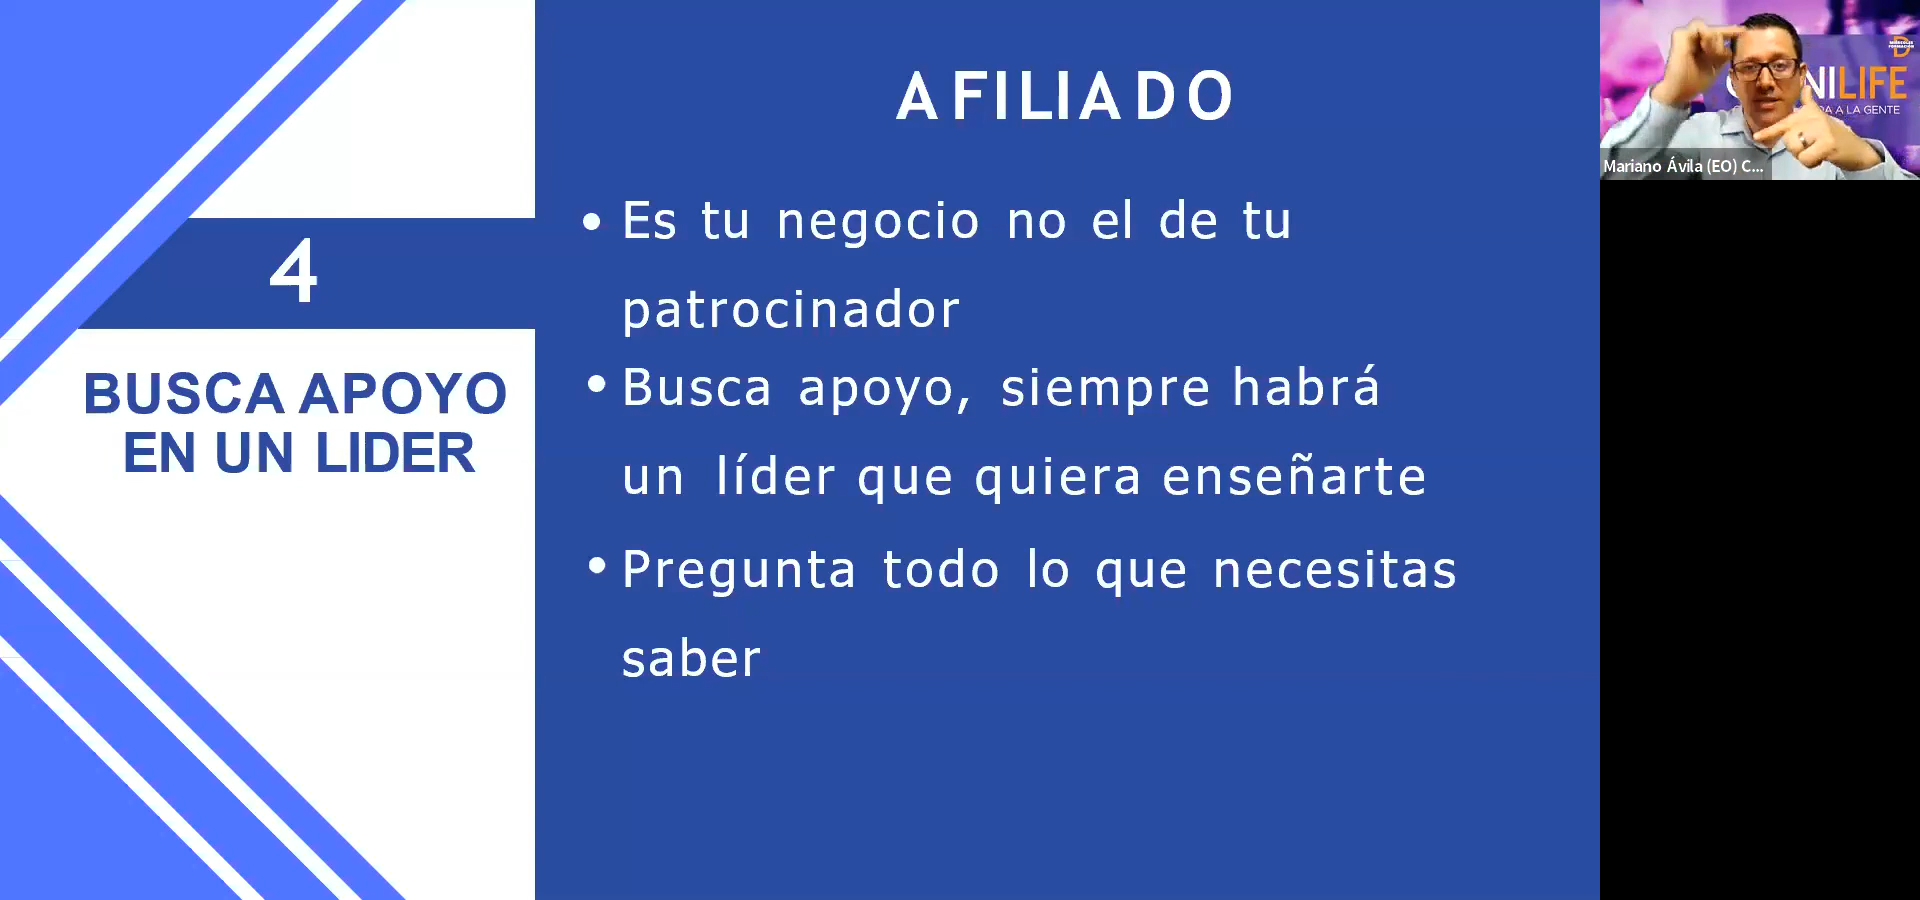 4
BUSCA APOYO
EN UN LIDER
AFILIADO
• Es tu negocio no el de tu
patrocinador
• Busca apoyo, siempre habrá
un líder que quiera enseñarte
• Pregunta todo lo que necesitas
saber
NILIFE
A LA GENTE
Mariano Ávila (EO) C...